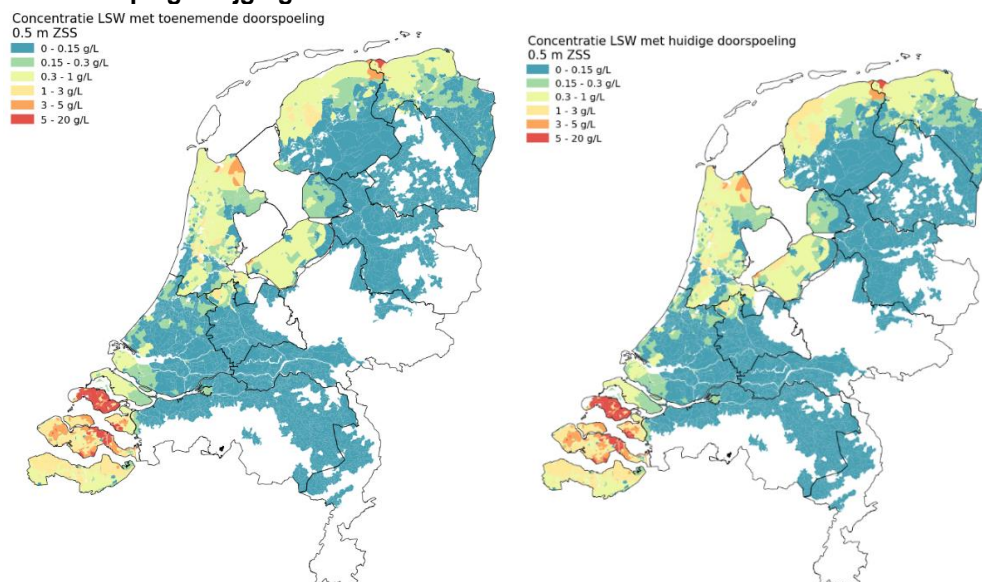 Concentratie LSW met toenemende doorspoeling
0.5 m ZSS
0 - 0.15 g/L
0.15 - 0.3 g/L
0.3 - 1 g/L
1 - 3 g/L
3 - 5 g/L
5 - 20 g/L
Concentratie LSW met huidige doorspoeling
0.5 m ZSS
0 - 0.15 g/L
0.15 - 0.3 g/L
0.3 - 1 g/L
1 - 3 g/L
3 - 5 g/L
5 - 20 g/L